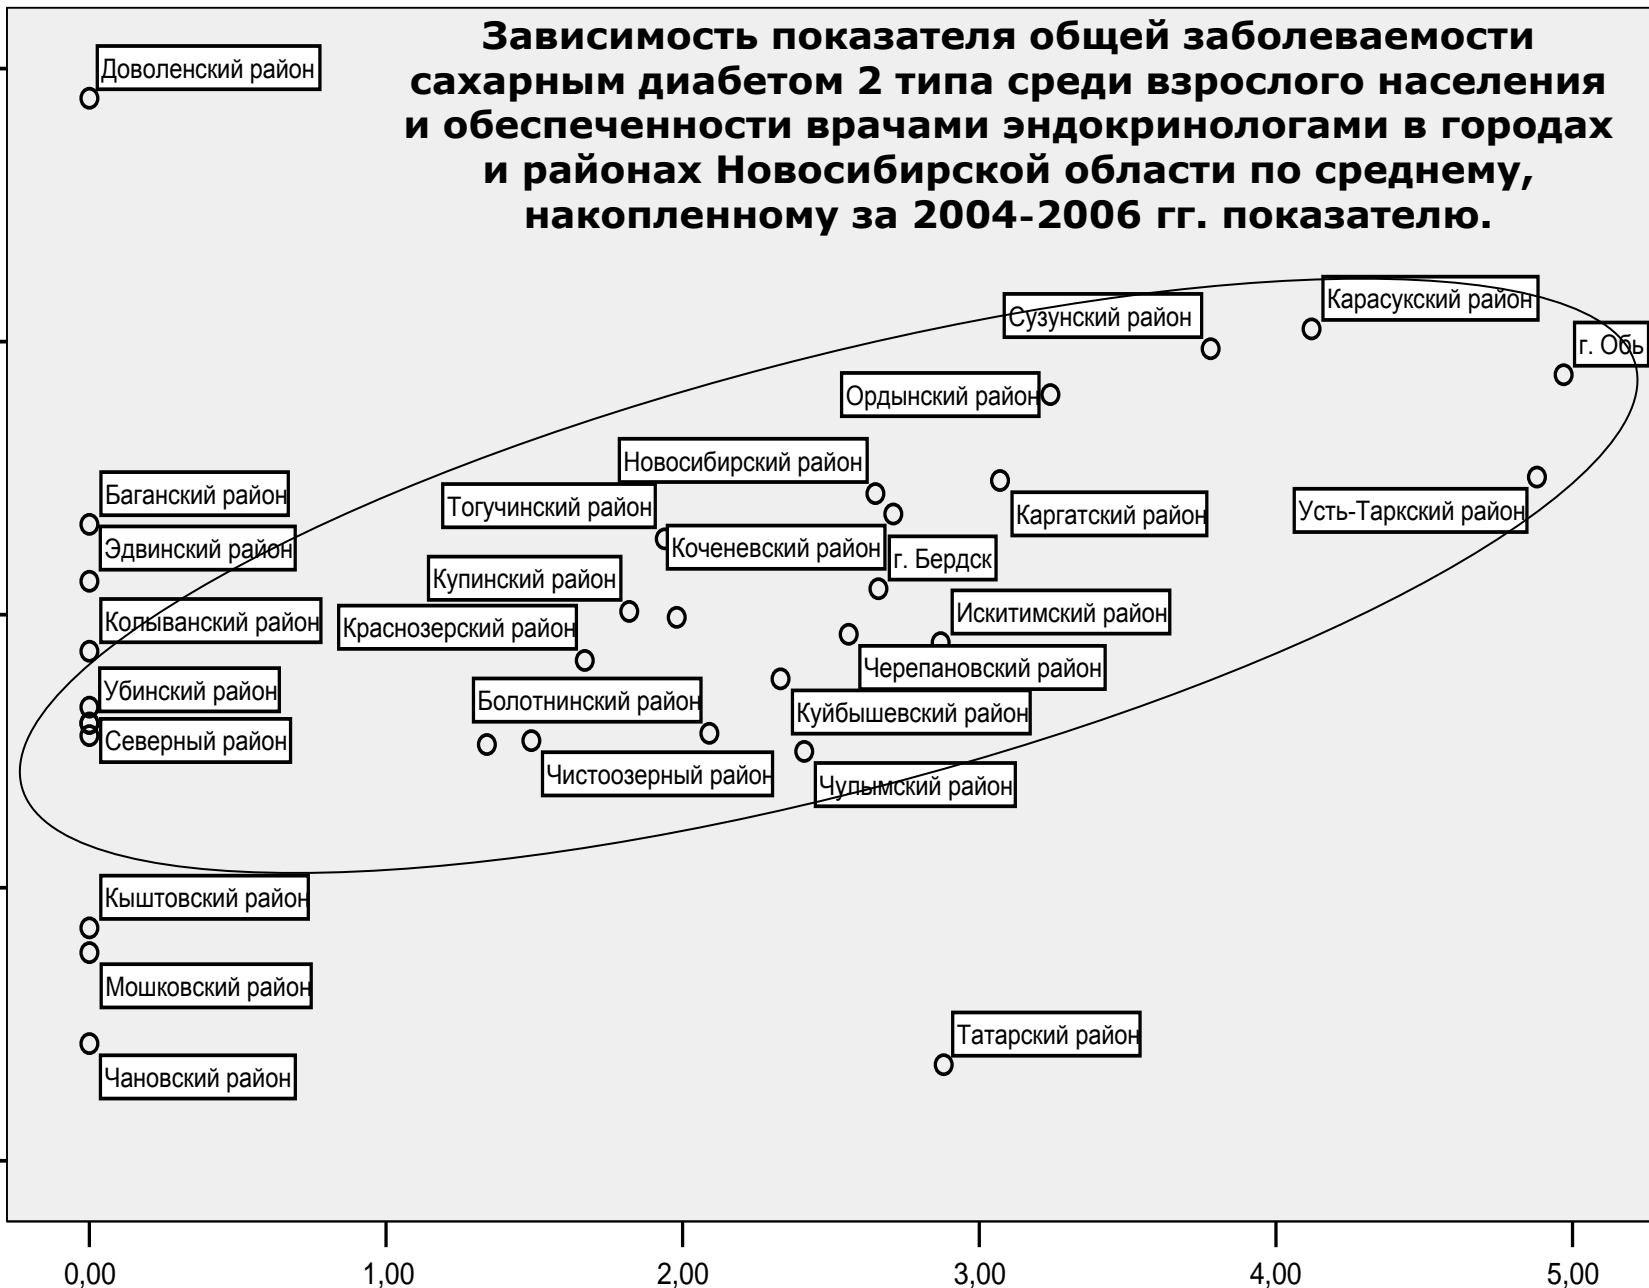 Зависимость показателя общей заболеваемости
сахарным диабетом 2 типа среди взрослого населения
и обеспеченности врачами эндокринологами в городах
и районах Новосибирской области по среднему,
накопленному за 2004-2006 гг. показателю.
Доволенский район
Карасукский район
Сузунский район
г. Обь
Ордынский район
Новосибирский район
Баганский район
Тогучинский район
Каргатский район
Усть-Таркский район
Эдвинский район
Коченевский район
г. Бердск
Купинский район
Искитимский район
Колыванский район
Краснозерский район
Черепановский район
Убинский район
Болотнинский район
Куйбышевский район
Северный район
Чистоозерный район
Чулымский район
Кыштовский район
Мошковский район
Татарский район
Чановский район
0,00 1,00 2,00 3,00 4,00 5,00